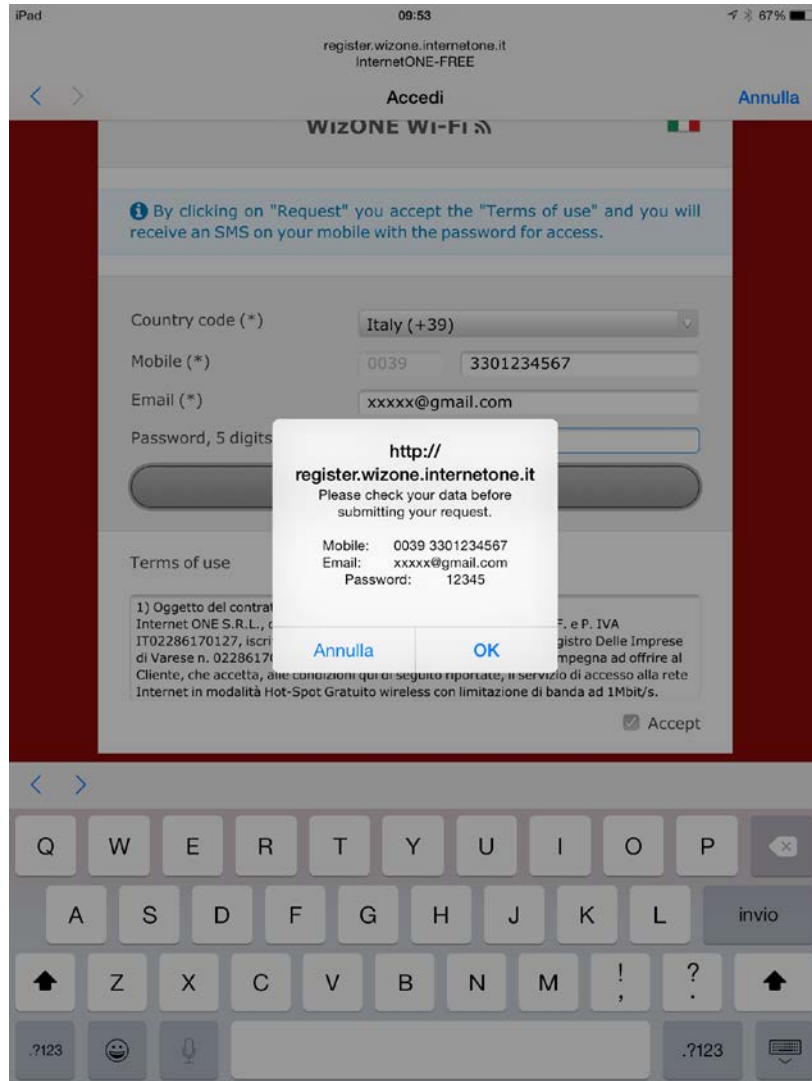 iPad 09:53 67%
register.wizone.internetone.it
InternetONE-FREE
Accedi Annulla
WizONE Wi-Fi
By clicking on "Request" you accept the "Terms of use" and you will
receive an SMS on your mobile with the password for access.
Country code (*) Italy (+39)
Mobile (*) 0039 3301234567
Email (*) xxxxx@gmail.com
Password, 5 digits
http://
register.wizone.internetone.it
Please check your data before
submitting your request.
Mobile: 0039 3301234567
Email: xxxxx@gmail.com
Password: 12345
Annulla OK
Terms of use
1) Oggetto del contrat
Internet ONE S.R.L., F. e P. IVA
IT02286170127, iscri gistro Delle Imprese
di Varese n. 0228617 mpegna ad offrire al
Cliente, che accetta, alle condizioni qui di seguito riportate, il servizio di accesso alla rete
Internet in modalità Hot-Spot Gratuito wireless con limitazione di banda ad 1Mbit/s.
Accept
Q W E R T Y U I O P
A S D F G H J K L invio
Z X C V B N M ! , ? .
.?123 .?123